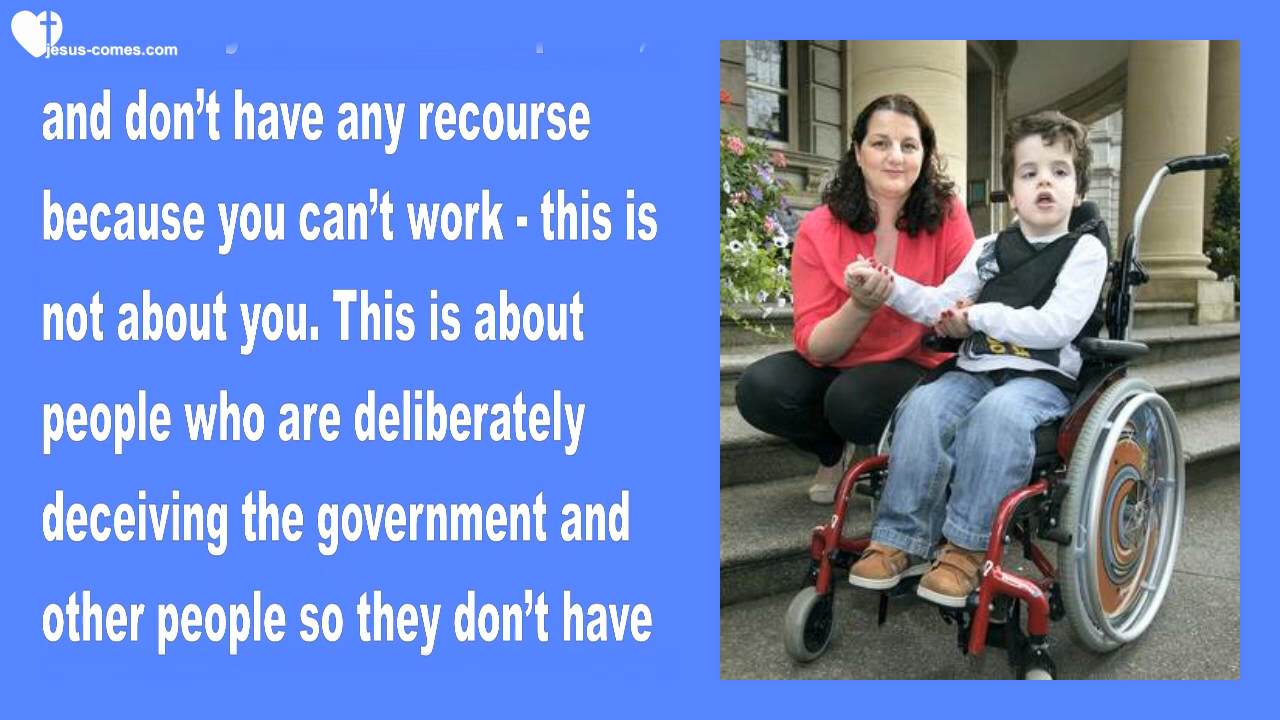 jesus-comes.com
and don’t have any recourse
because you can’t work - this is
not about you. This is about
people who are deliberately
deceiving the government and
other people so they don’t have